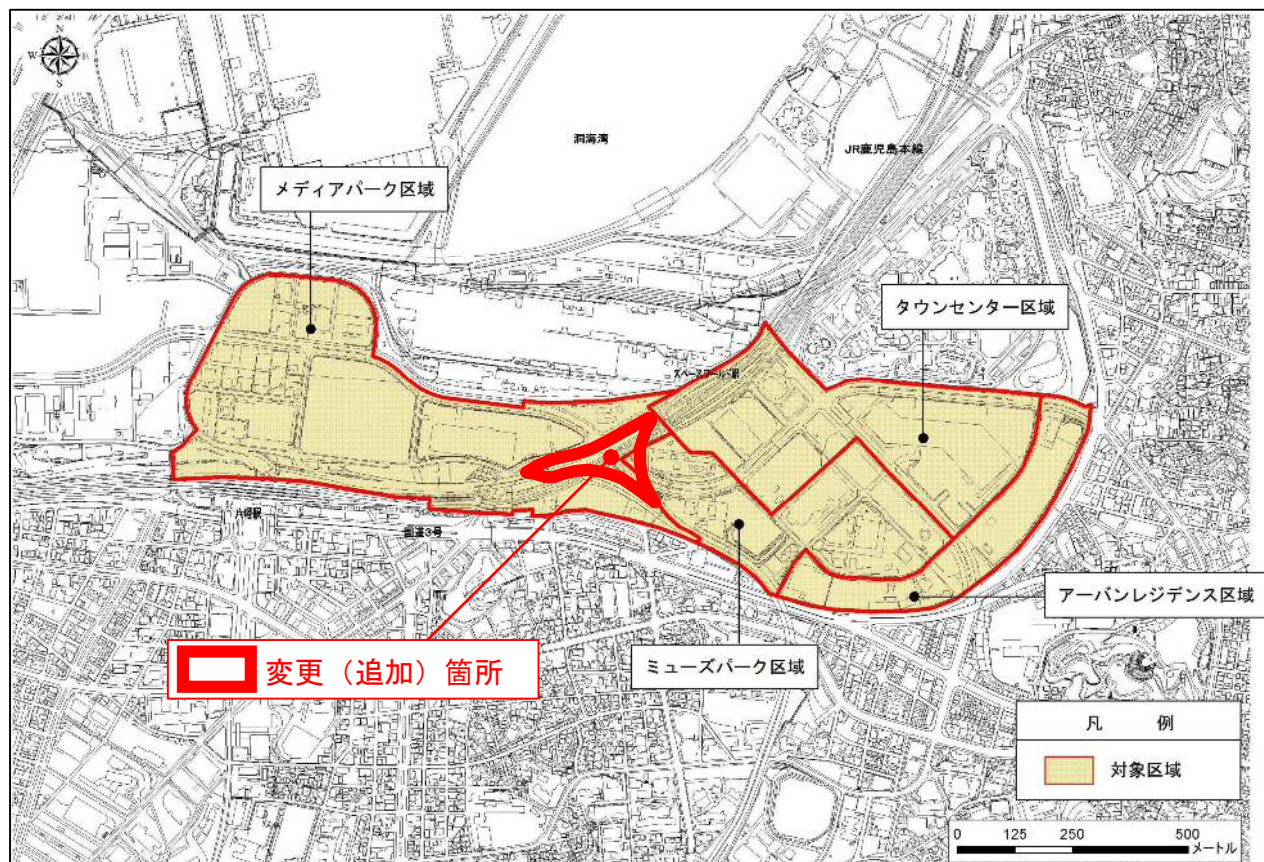 N
W
E
S
洞海湾
JR鹿児島本線
メディアパーク区域
タウンセンター区域
スペースワールド駅
八幡駅
国道3号
アーバンレジデンス区域
ミューズパーク区域
変更（追加）箇所
凡 例
対象区域
0 125 250 500
メートル